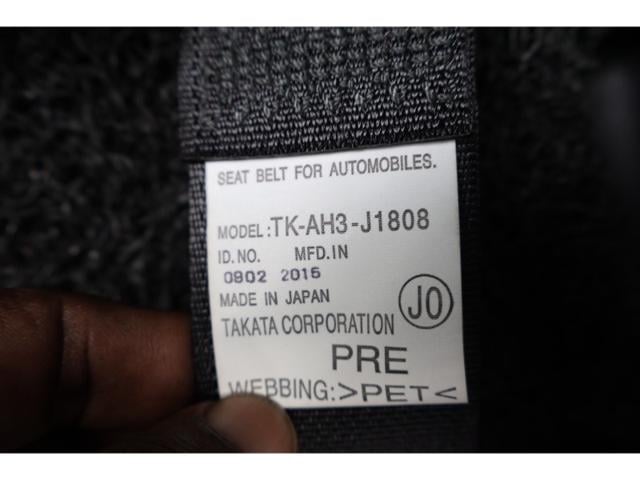 SEAT BELT FOR AUTOMOBILES.
MODEL:TK-AH3-J1808
ID.NO. MFD.IN
0802 2015
MADE IN JAPAN
JO
TAKATA CORPORATION
PRE
WEBBING:>PET<